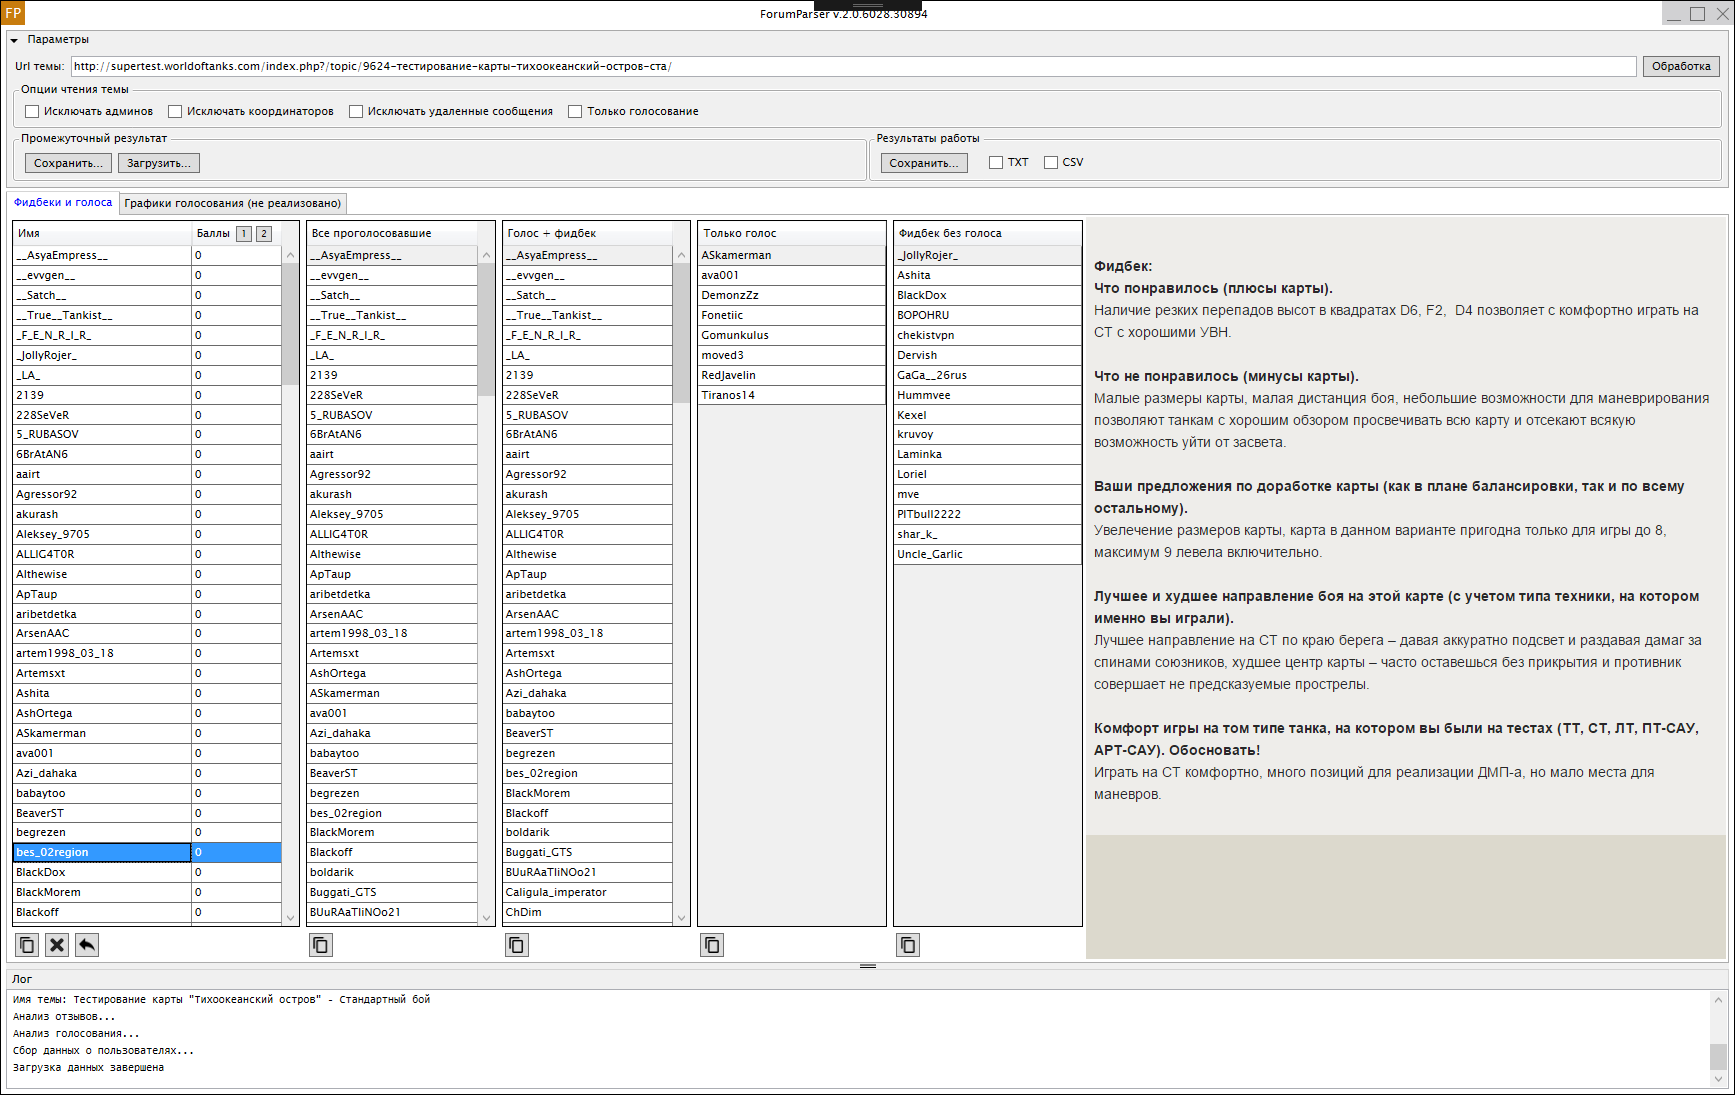 FP
ForumParser v.2.0.6028.30894
Параметры
Url темы: http://supertest.worldoftanks.com/index.php?/topic/9624-тестирование-карты-тихоокеанский-остров-ста/ Обработка
Опции чтения темы
Исключать админов Исключать координаторов Исключать удаленные сообщения Только голосование
Промежуточный результат
Сохранить... Загрузить...
Результаты работы
Сохранить... TXT CSV
Фидбеки и голоса Графики голосования (не реализовано)
Имя Баллы 1 2
__AsyaEmpress__ 0
__evvgen__ 0
__Satch__ 0
__True__Tankist__ 0
_F_E_N_R_I_R_ 0
_JollyRojer_ 0
_LA_ 0
2139 0
228SeVeR 0
5_RUBASOV 0
6BrAtAN6 0
aairt 0
Agressor92 0
akurash 0
Aleksey_9705 0
ALLIG4T0R 0
Althewise 0
ApTaup 0
aribetdetka 0
ArsenAAC 0
artem1998_03_18 0
Artemsxt 0
Ashita 0
AshOrtega 0
ASkamerman 0
ava001 0
Azi_dahaka 0
babaytoo 0
BeaverST 0
begrezen 0
bes_02region 0
BlackDox 0
BlackMorem 0
Blackoff 0
Все проголосовавшие
__AsyaEmpress__
__evvgen__
__Satch__
__True__Tankist__
_F_E_N_R_I_R_
_LA_
2139
228SeVeR
5_RUBASOV
6BrAtAN6
aairt
Agressor92
akurash
Aleksey_9705
ALLIG4T0R
Althewise
ApTaup
aribetdetka
ArsenAAC
artem1998_03_18
Artemsxt
AshOrtega
ASkamerman
ava001
Azi_dahaka
babaytoo
BeaverST
begrezen
bes_02region
BlackMorem
Blackoff
boldarik
Buggati_GTS
BUuRAaTIiNOo21
Голос + фидбек
__AsyaEmpress__
__evvgen__
__Satch__
__True__Tankist__
_F_E_N_R_I_R_
_LA_
2139
228SeVeR
5_RUBASOV
6BrAtAN6
aairt
Agressor92
akurash
Aleksey_9705
ALLIG4T0R
Althewise
ApTaup
aribetdetka
ArsenAAC
artem1998_03_18
Artemsxt
AshOrtega
Azi_dahaka
babaytoo
BeaverST
begrezen
bes_02region
BlackMorem
Blackoff
boldarik
Buggati_GTS
BUuRAaTIiNOo21
Caligula_imperator
ChDim
Только голос
ASkamerman
ava001
DemonzZz
Fonetiic
Gomunkulus
moved3
RedJavelin
Tiranos14
Фидбек без голоса
_JollyRojer_
Ashita
BlackDox
BOPOHRU
chekistvpn
Dervish
GaGa__26rus
Hummvee
Kexel
kruvoy
Laminka
Loriel
mve
PITbull2222
shar_k_
Uncle_Garlic
Фидбек:
Что понравилось (плюсы карты).
Наличие резких перепадов высот в квадратах D6, F2, D4 позволяет с комфортно играть на
СТ с хорошими УВН.
Что не понравилось (минусы карты).
Малые размеры карты, малая дистанция боя, небольшие возможности для маневрирования
позволяют танкам с хорошим обзором просвечивать всю карту и отсекают всякую
возможность уйти от засвета.
Ваши предложения по доработке карты (как в плане балансировки, так и по всему
остальному).
Увелечение размеров карты, карта в данном варианте пригодна только для игры до 8,
максимум 9 левела включительно.
Лучшее и худшее направление боя на этой карте (с учетом типа техники, на котором
именно вы играли).
Лучшее направление на СТ по краю берега – давая аккуратно подсвет и раздавая дамаг за
спинами союзников, худшее центр карты – часто оставешься без прикрытия и противник
совершает не предсказуемые прострелы.
Комфорт игры на том типе танка, на котором вы были на тестах (ТТ, СТ, ЛТ, ПТ-САУ,
АРТ-САУ). Обосновать!
Играть на СТ комфортно, много позиций для реализации ДМП-а, но мало места для
маневров.
Лог
Имя темы: Тестирование карты "Тихоокеанский остров" - Стандартный бой
Анализ отзывов...
Анализ голосования...
Сбор данных о пользователях...
Загрузка данных завершена